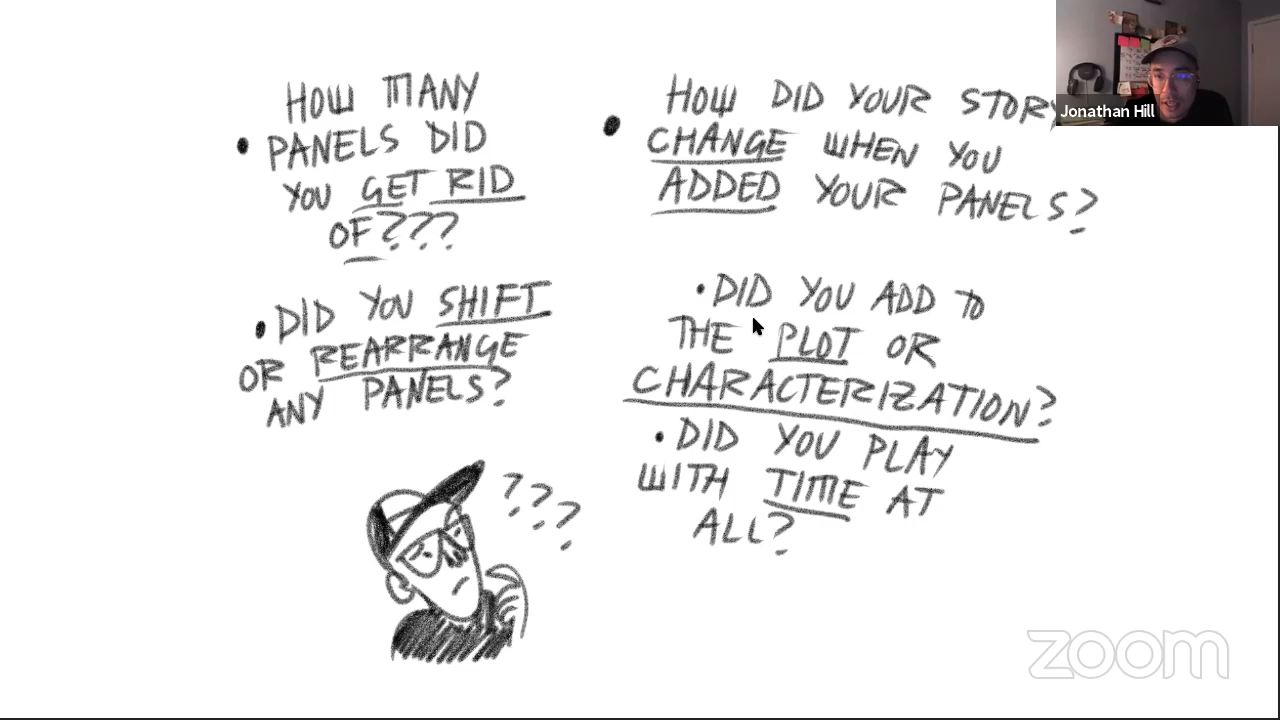 HOW MANY
• PANELS DID
YOU GET RID
OF???
• DID YOU SHIFT
OR REARRANGE
ANY PANELS?
???
HOW DID YOUR STORY
• CHANGE WHEN YOU
ADDED YOUR PANELS?
• DID YOU ADD TO
THE PLOT OR
CHARACTERIZATION?
• DID YOU PLAY
WITH TIME AT
ALL?
Jonathan Hill
zoom